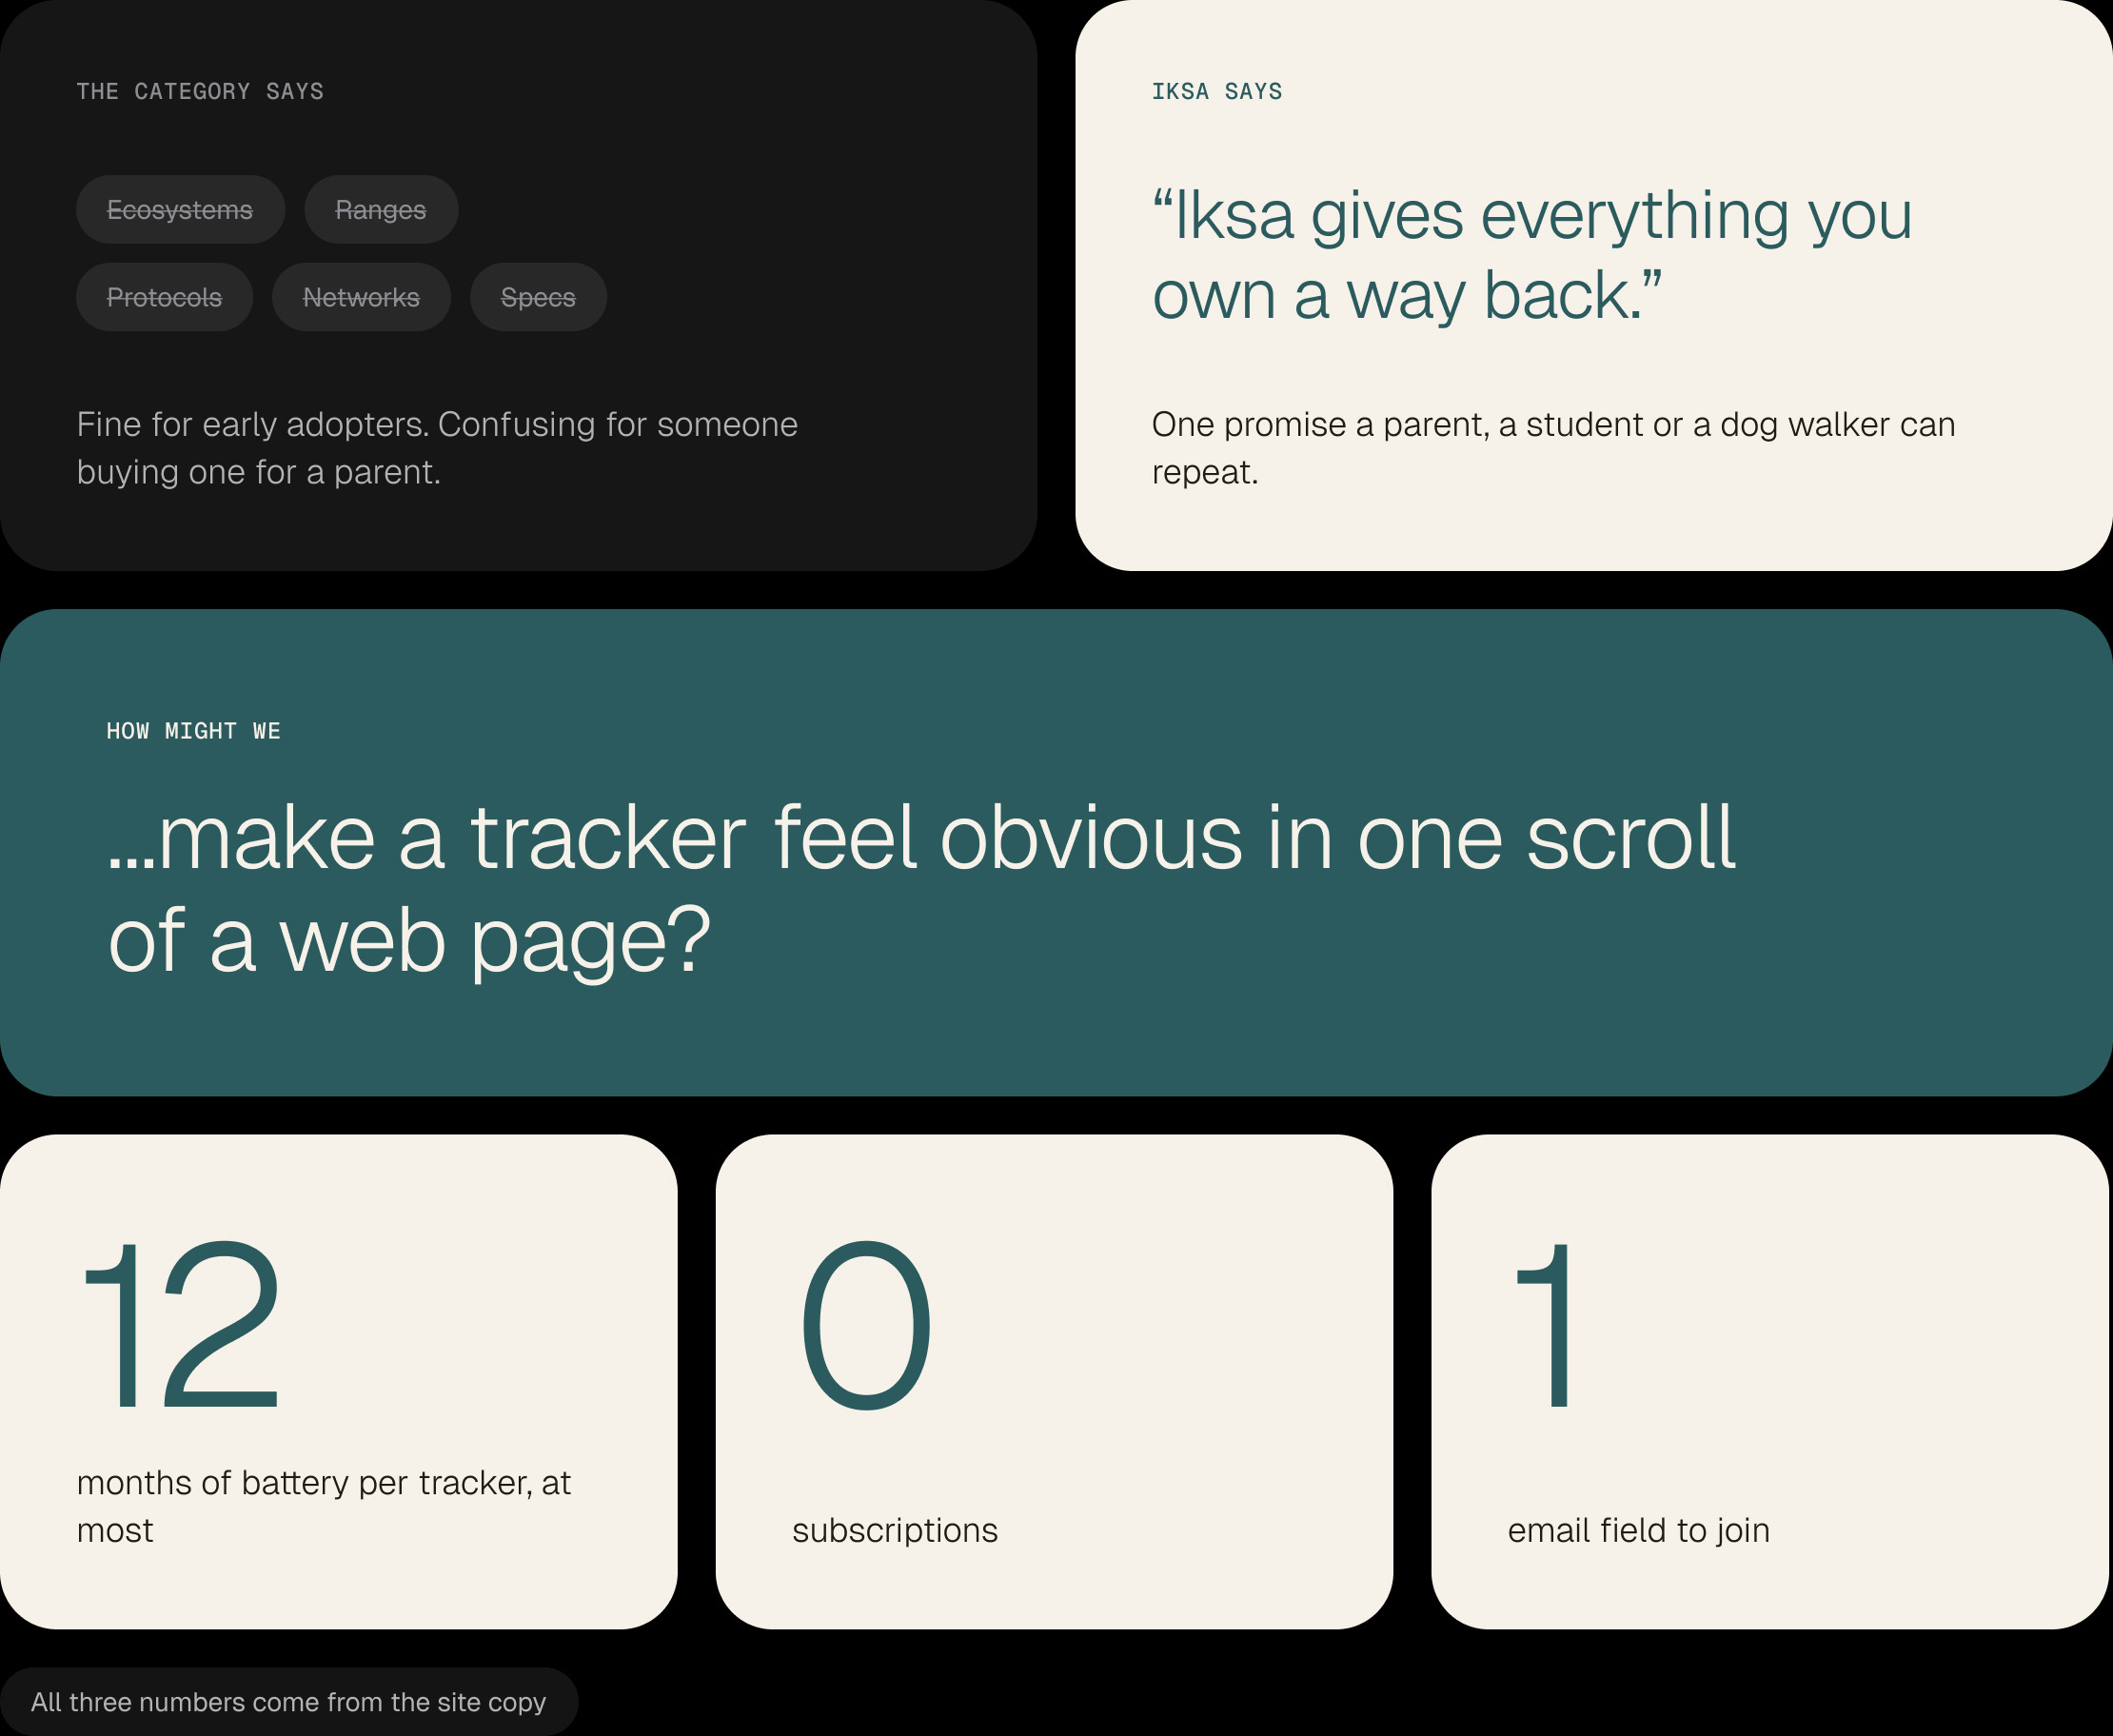 THE CATEGORY SAYS
Ecosystems
Ranges
Protocols
Networks
Specs
Fine for early adopters. Confusing for someone
buying one for a parent.
IKSA SAYS
“Iksa gives everything you
own a way back.”
One promise a parent, a student or a dog walker can
repeat.
HOW MIGHT WE
...make a tracker feel obvious in one scroll
of a web page?
12
months of battery per tracker, at
most
0
subscriptions
1
email field to join
All three numbers come from the site copy